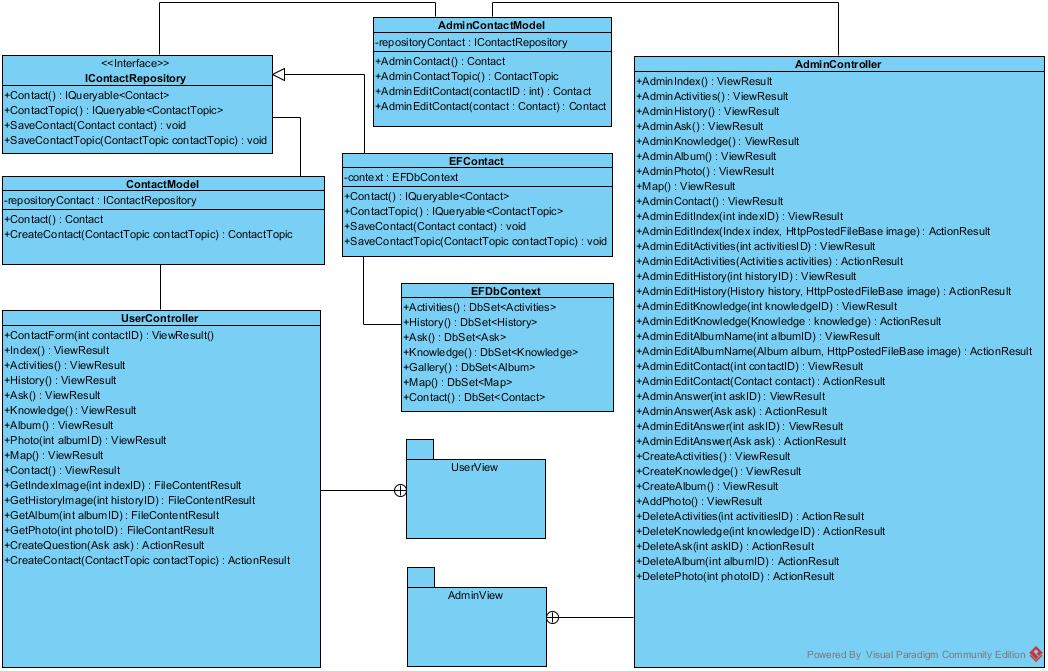 AdminContactModel
-repositoryContact : IContactRepository
+AdminContact() : Contact
+AdminContactTopic() : ContactTopic
+AdminEditContact(contactID : int) : Contact
+AdminEditContact(contact : Contact) : Contact
<<Interface>>
IContactRepository
+Contact() : IQueryable<Contact>
+ContactTopic() : IQueryable<ContactTopic>
+SaveContact(Contact contact) : void
+SaveContactTopic(ContactTopic contactTopic) : void
EFContact
-context : EFDbContext
+Contact() : IQueryable<Contact>
+ContactTopic() : IQueryable<ContactTopic>
+SaveContact(Contact contact) : void
+SaveContactTopic(ContactTopic contactTopic) : void
ContactModel
-repositoryContact : IContactRepository
+Contact() : Contact
+CreateContact(ContactTopic contactTopic) : ContactTopic
EFDbContext
+Activities() : DbSet<Activities>
+History() : DbSet<History>
+Ask() : DbSet<Ask>
+Knowledge() : DbSet<Knowledge>
+Gallery() : DbSet<Album>
+Map() : DbSet<Map>
+Contact() : DbSet<Contact>
UserController
+ContactForm(int contactID) : ViewResult()
+Index() : ViewResult
+Activities() : ViewResult
+History() : ViewResult
+Ask() : ViewResult
+Knowledge() : ViewResult
+Album() : ViewResult
+Photo(int albumID) : ViewResult
+Map() : ViewResult
+Contact() : ViewResult
+GetIndexImage(int indexID) : FileContentResult
+GetHistoryImage(int historyID) : FileContentResult
+GetAlbum(int albumID) : FileContentResult
+GetPhoto(int photoID) : FileContantResult
+CreateQuestion(Ask ask) : ActionResult
+CreateContact(ContactTopic contactTopic) : ActionResult
UserView
AdminView
AdminController
+AdminIndex() : ViewResult
+AdminActivities() : ViewResult
+AdminHistory() : ViewResult
+AdminAsk() : ViewResult
+AdminKnowledge() : ViewResult
+AdminAlbum() : ViewResult
+AdminPhoto() : ViewResult
+Map() : ViewResult
+AdminContact() : ViewResult
+AdminEditIndex(int indexID) : ViewResult
+AdminEditIndex(Index index, HttpPostedFileBase image) : ActionResult
+AdminEditActivities(int activitiesID) : ViewResult
+AdminEditActivities(Activities activities) : ActionResult
+AdminEditHistory(int historyID) : ViewResult
+AdminEditHistory(History history, HttpPostedFileBase image) : ActionResult
+AdminEditKnowledge(int knowledgeID) : ViewResult
+AdminEditKnowledge(Knowledge : knowledge) : ActionResult
+AdminEditAlbumName(int albumID) : ViewResult
+AdminEditAlbumName(Album album, HttpPostedFileBase image) : ActionResult
+AdminEditContact(int contactID) : ViewResult
+AdminEditContact(Contact contact) : ActionResult
+AdminAnswer(int askID) : ViewResult
+AdminAnswer(Ask ask) : ActionResult
+AdminEditAnswer(int askID) : ViewResult
+AdminEditAnswer(Ask ask) : ActionResult
+CreateActivities() : ViewResult
+CreateKnowledge() : ViewResult
+CreateAlbum() : ViewResult
+AddPhoto() : ViewResult
+DeleteActivities(int activitiesID) : ActionResult
+DeleteKnowledge(int knowledgeID) : ActionResult
+DeleteAsk(int askID) : ActionResult
+DeleteAlbum(int albumID) : ActionResult
+DeletePhoto(int photoID) : ActionResult
Powered By Visual Paradigm Community Edition